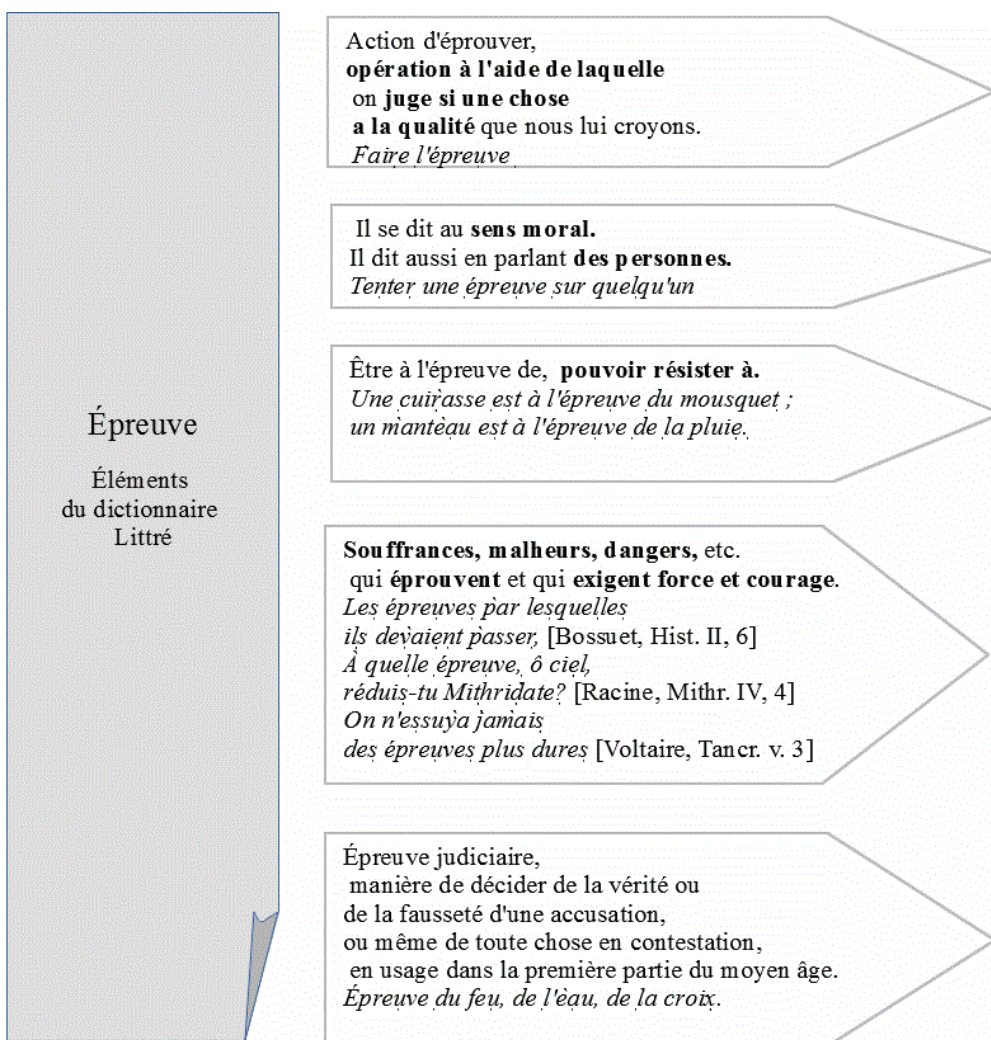 Épreuve
Éléments
du dictionnaire
Littré
Action d'éprouver,
opération à l'aide de laquelle
on juge si une chose
a la qualité que nous lui croyons.
Faire l'épreuve
Il se dit au sens moral.
Il dit aussi en parlant des personnes.
Tenter une épreuve sur quelqu'un
Être à l'épreuve de, pouvoir résister à.
Une cuirasse est à l'épreuve du mousquet ;
un manteau est à l'épreuve de la pluie.
Souffrances, malheurs, dangers, etc.
qui éprouvent et qui exigent force et courage.
Les épreuves par lesquelles
ils devaient passer, [Bossuet, Hist. II, 6]
À quelle épreuve, ô ciel,
réduis-tu Mithridate? [Racine, Mithr. IV, 4]
On n'essuya jamais
des épreuves plus dures [Voltaire, Tancr. v. 3]
Épreuve judiciaire,
manière de décider de la vérité ou
de la fausseté d'une accusation,
ou même de toute chose en contestation,
en usage dans la première partie du moyen âge.
Épreuve du feu, de l'eau, de la croix.